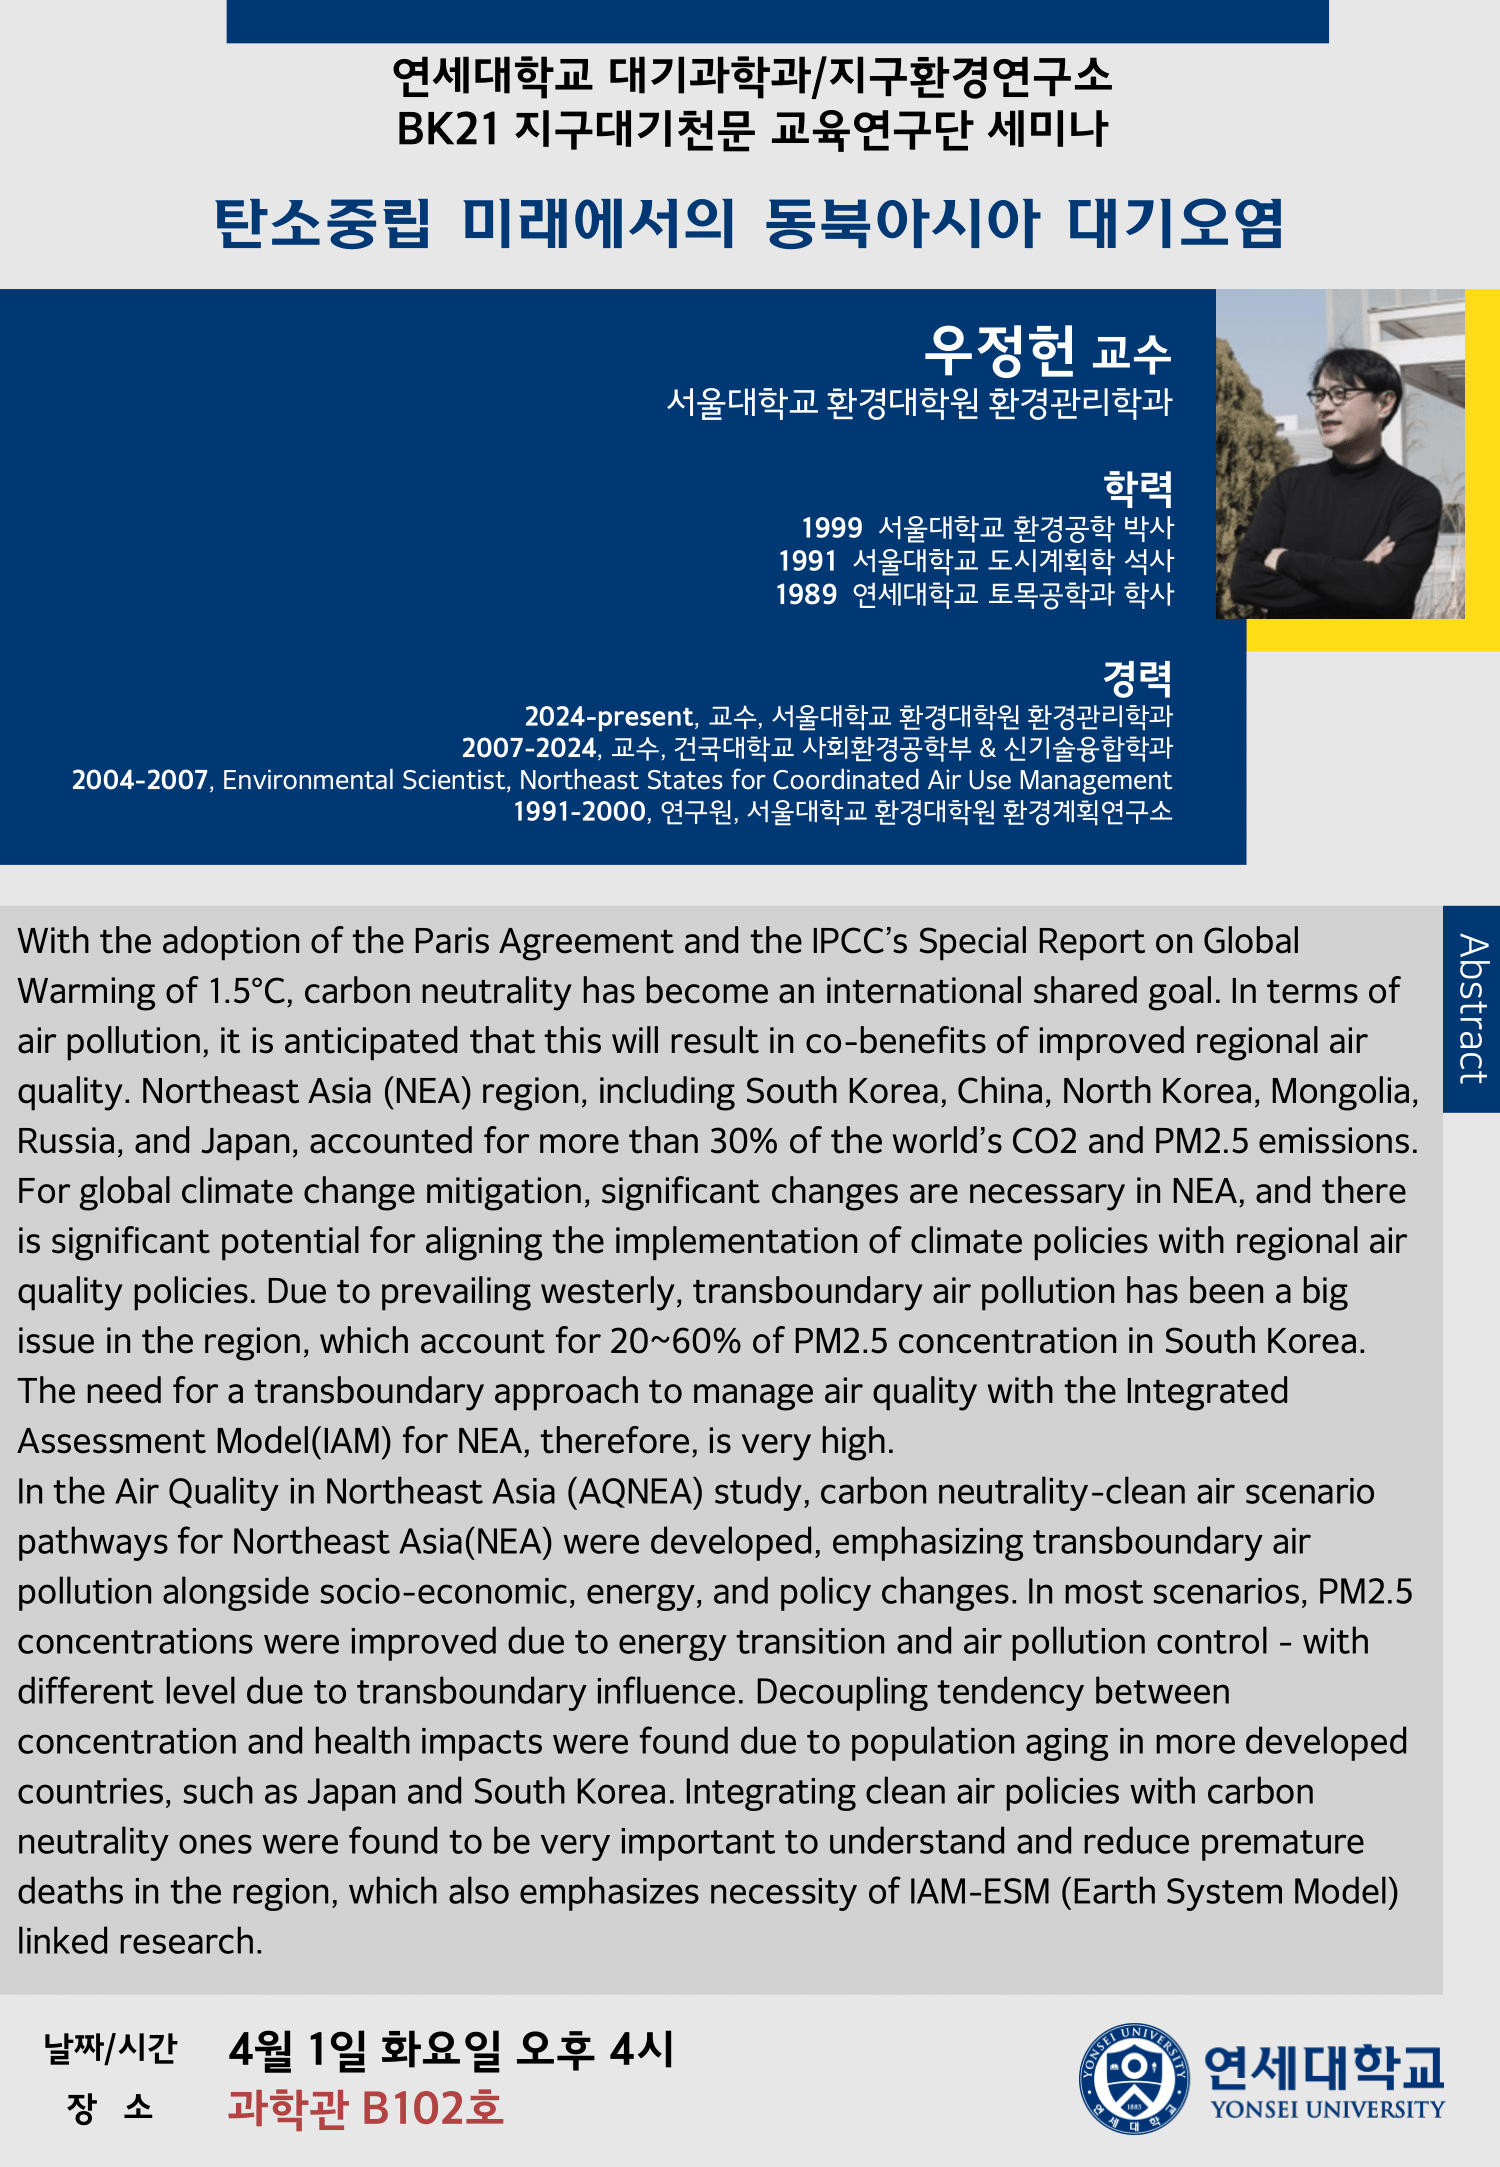 연세대학교 대기과학과/지구환경연구소
BK21 지구대기천문 교육연구단 세미나
탄소중립 미래에서의 동북아시아 대기오염
우정헌 교수
서울대학교 환경대학원 환경관리학과
학력
1999 서울대학교 환경공학 박사
1991 서울대학교 도시계획학 석사
1989 연세대학교 토목공학과 학사
경력
2024-present, 교수, 서울대학교 환경대학원 환경관리학과
2007-2024, 교수, 건국대학교 사회환경공학부 & 신기술융합학과
2004-2007, Environmental Scientist, Northeast States for Coordinated Air Use Management
1991-2000, 연구원, 서울대학교 환경대학원 환경계획연구소
Abstract
With the adoption of the Paris Agreement and the IPCC's Special Report on Global
Warming of 1.5°C, carbon neutrality has become an international shared goal. In terms of
air pollution, it is anticipated that this will result in co-benefits of improved regional air
quality. Northeast Asia (NEA) region, including South Korea, China, North Korea, Mongolia,
Russia, and Japan, accounted for more than 30% of the world's CO2 and PM2.5 emissions.
For global climate change mitigation, significant changes are necessary in NEA, and there
is significant potential for aligning the implementation of climate policies with regional air
quality policies. Due to prevailing westerly, transboundary air pollution has been a big
issue in the region, which account for 20~60% of PM2.5 concentration in South Korea.
The need for a transboundary approach to manage air quality with the Integrated
Assessment Model(IAM) for NEA, therefore, is very high.
In the Air Quality in Northeast Asia (AQNEA) study, carbon neutrality-clean air scenario
pathways for Northeast Asia(NEA) were developed, emphasizing transboundary air
pollution alongside socio-economic, energy, and policy changes. In most scenarios, PM2.5
concentrations were improved due to energy transition and air pollution control - with
different level due to transboundary influence. Decoupling tendency between
concentration and health impacts were found due to population aging in more developed
countries, such as Japan and South Korea. Integrating clean air policies with carbon
neutrality ones were found to be very important to understand and reduce premature
deaths in the region, which also emphasizes necessity of IAM-ESM (Earth System Model)
linked research.
날짜/시간 4월 1일 화요일 오후 4시
장 소 과학관 B102호
YONSEI UNIVERSITY
1885
연세대학교
연세대학교
YONSEI UNIVERSITY